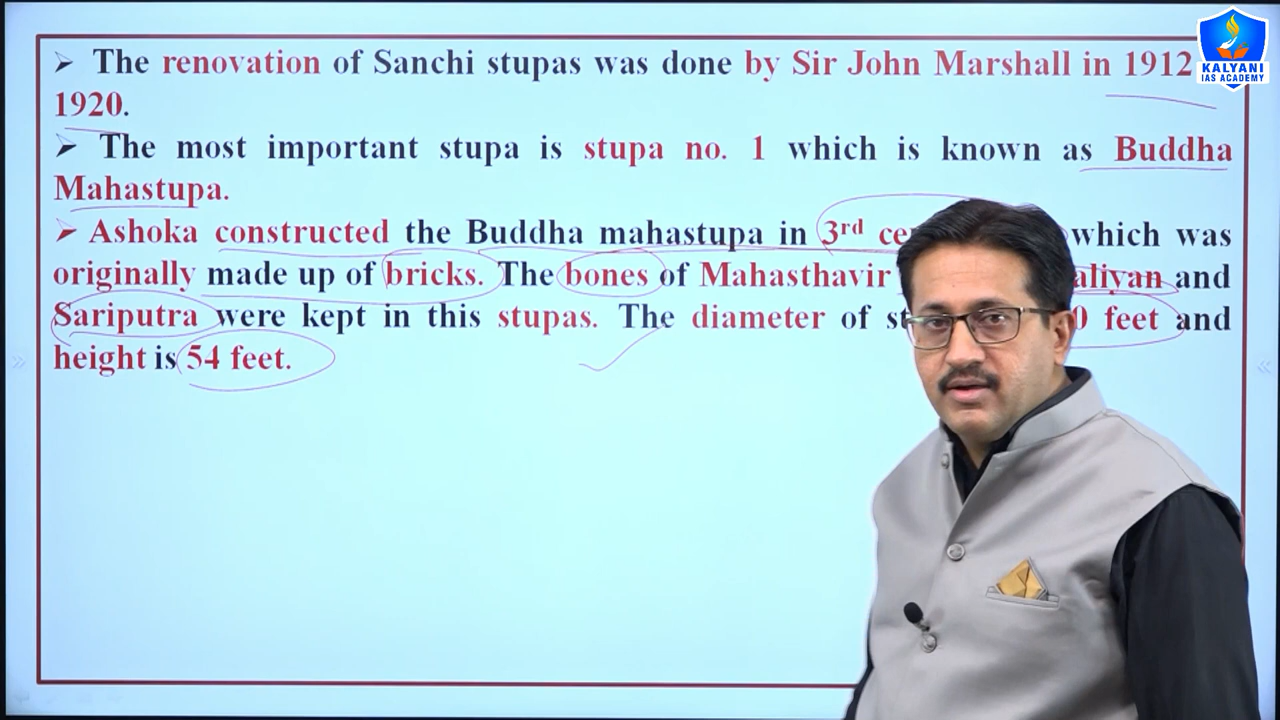 ➢ The renovation of Sanchi stupas was done by Sir John Marshall in 1912
1920.
➢ The most important stupa is stupa no. 1 which is known as Buddha
Mahastupa.
➢ Ashoka constructed the Buddha mahastupa in 3rd which was
originally made up of bricks. The bones of Mahasthavir and
Sariputra were kept in this stupas. The diameter of feet and
height is 54 feet.
KALYANI
IAS ACADEMY